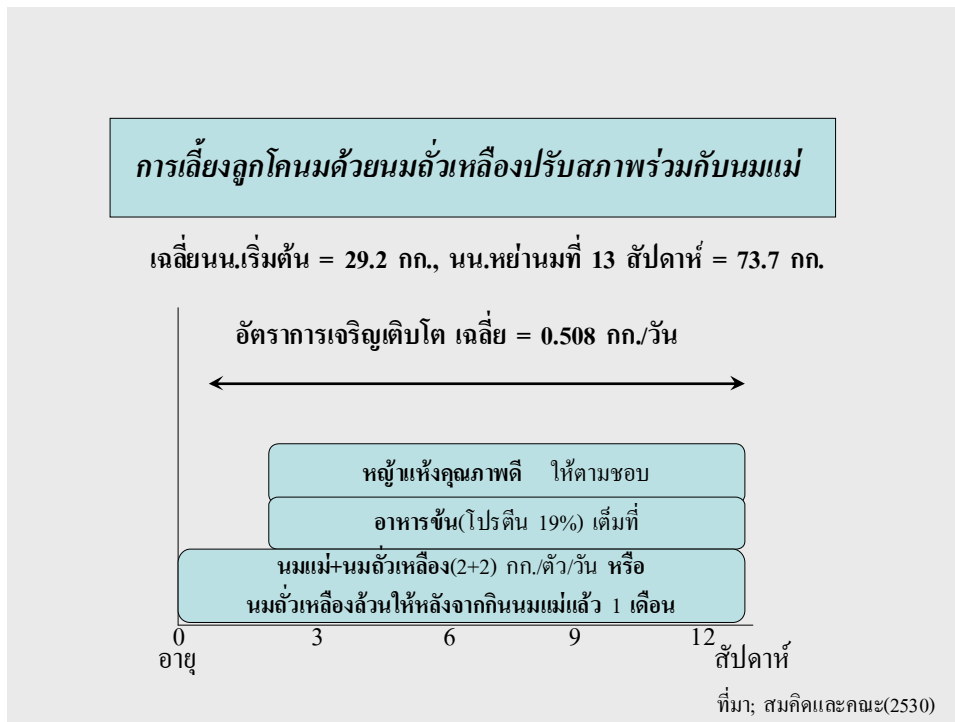 การเลี้ยงลูกโคนมด้วยนมถั่วเหลืองปรับสภาพร่วมกับนมแม่
เฉลี่ยนน.เริ่มต้น = 29.2 กก., นน.หย่านมที่ 13 สัปดาห์ = 73.7 กก.
อัตราการเจริญเติบโต เฉลี่ย = 0.508 กก./วัน
หญ้าแห้งคุณภาพดี ให้ตามชอบ
อาหารข้น(โปรตีน 19%) เต็มที่
นมแม่+นมถั่วเหลือง(2+2) กก./ตัว/วัน หรือ
นมถั่วเหลืองล้วนให้หลังจากกินนมแม่แล้ว 1 เดือน
0 3 6 9 12
อายุ สัปดาห์
ที่มา; สมคิดและคณะ(2530)